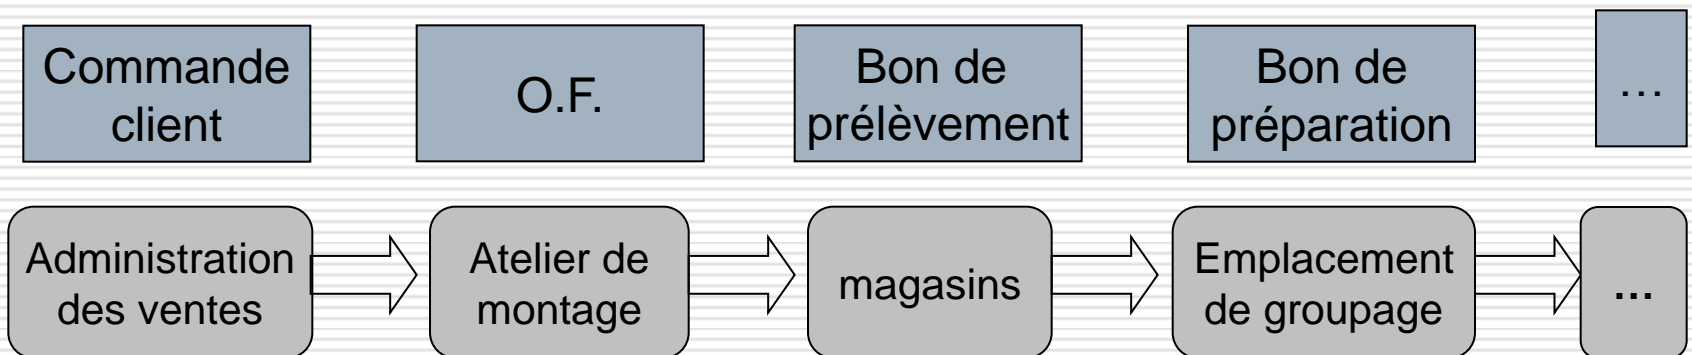 Commande
client
O.F.
Bon de
prélèvement
Bon de
préparation
…
Administration
des ventes
Atelier de
montage
magasins
Emplacement
de groupage
…